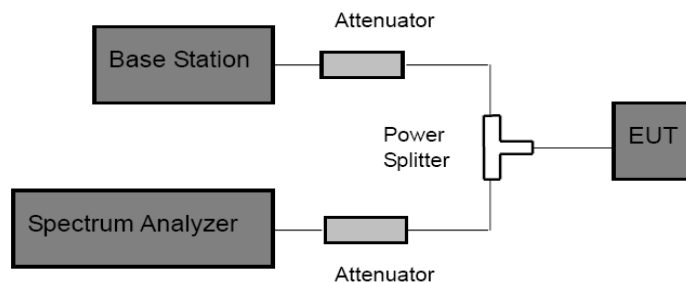 Attenuator
Base Station
Power
Splitter
EUT
Spectrum Analyzer
Attenuator